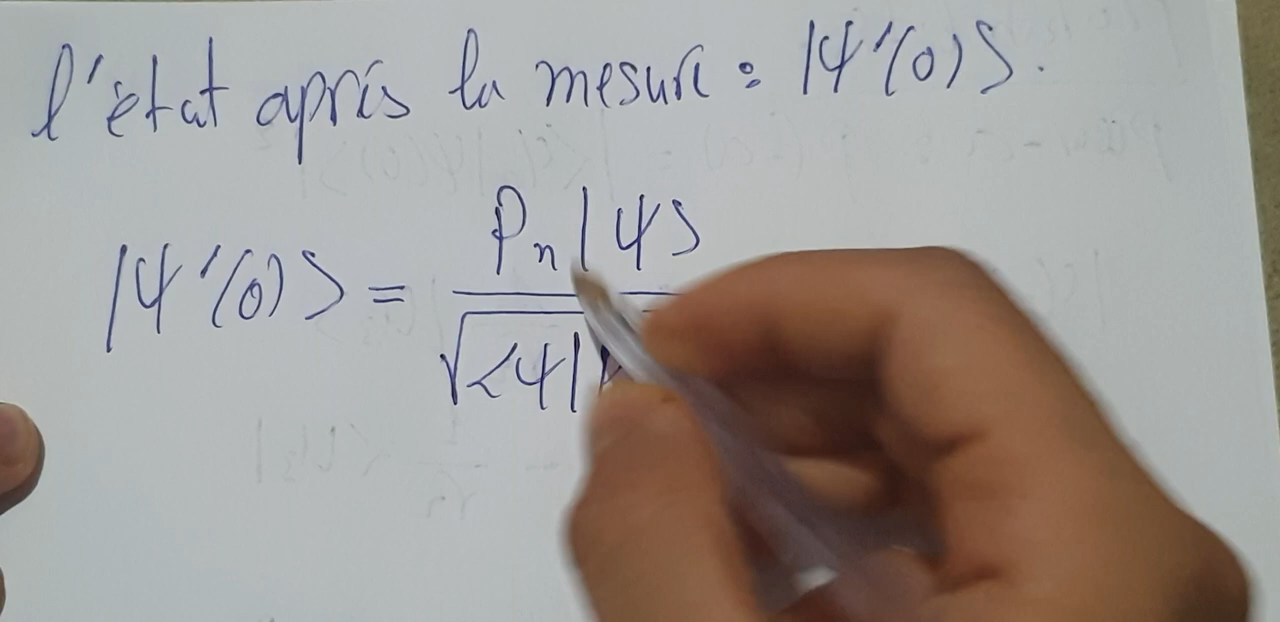 l'état après la mesure : |ψ'(0)>.
|ψ'(0)> = Pn|ψ>
√<ψ|